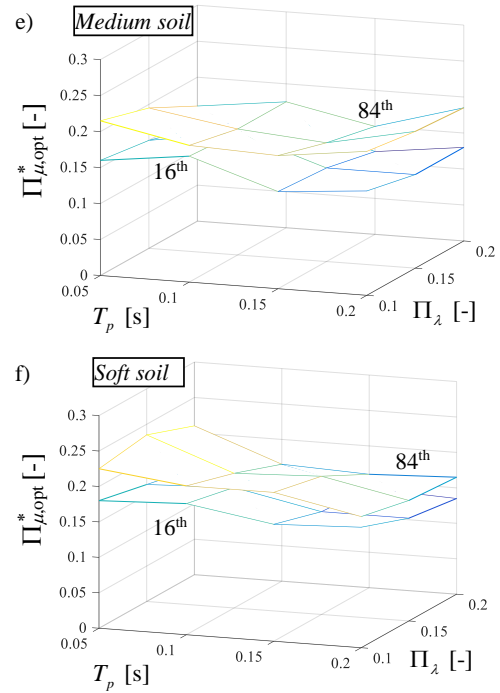 e)
Medium soil
0.3
0.25
0.2
0.15
0.1
0.05
0
Π*μ,opt [-]
84th
16th
0.05
0.1
0.15
0.2
Tp [s]
0.1
0.15
0.2
Πλ [-]
f)
Soft soil
0.3
0.25
0.2
0.15
0.1
0.05
0
Π*μ,opt [-]
84th
16th
0.05
0.1
0.15
0.2
Tp [s]
0.1
0.15
0.2
Πλ [-]